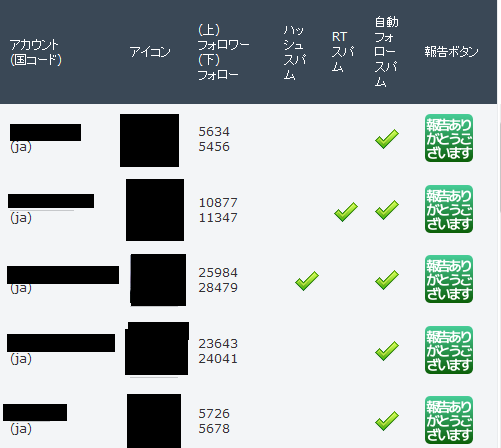 アカウント
(国コード)
アイコン
(上)
フォロワー
(下)
フォロー
ハッ
シュス
パム
RT
スパ
ム
自動
フォ
ロース
パム
報告ボタン
(ja)
5634
5456
報告あり
がとうご
ざいます
(ja)
10877
11347
報告あり
がとうご
ざいます
(ja)
25984
28479
報告あり
がとうご
ざいます
(ja)
23643
24041
報告あり
がとうご
ざいます
(ja)
5726
5678
報告あり
がとうご
ざいます